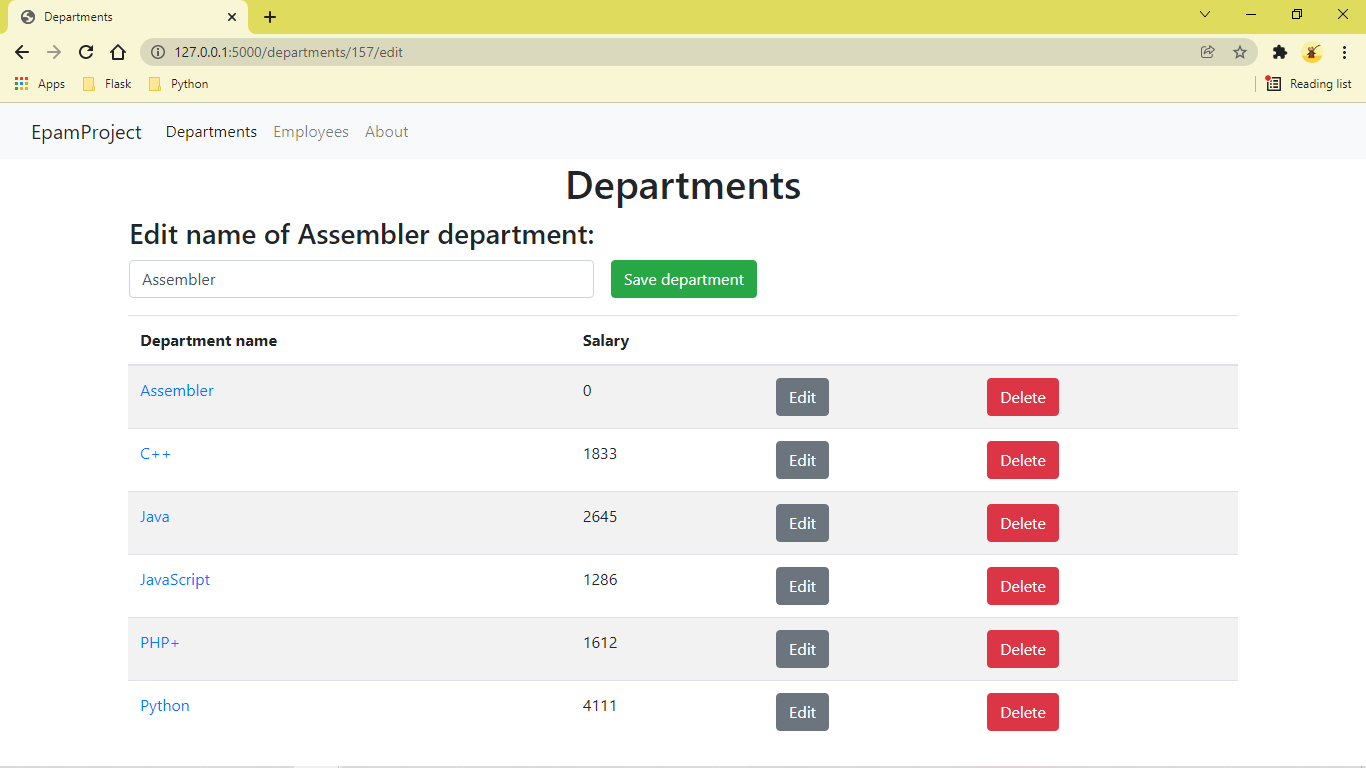 Departments
127.0.0.1:5000/departments/157/edit
Apps Flask Python Reading list
EpamProject Departments Employees About
Departments
Edit name of Assembler department:
Assembler Save department
Department name Salary
Assembler 0 Edit Delete
C++ 1833 Edit Delete
Java 2645 Edit Delete
JavaScript 1286 Edit Delete
PHP+ 1612 Edit Delete
Python 4111 Edit Delete